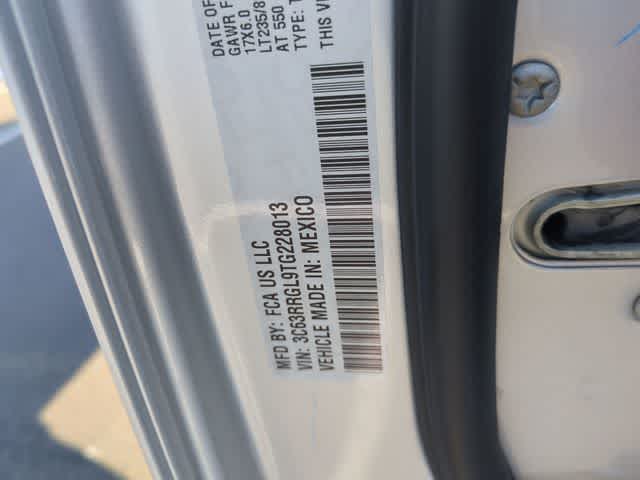 DATE OF
GAWR F
17X6.0
LT235/8
AT 550
TYPE: T
THIS V
MFD BY: FCA US LLC
VIN: 3C63RRGL9TG228013
VEHICLE MADE IN: MEXICO